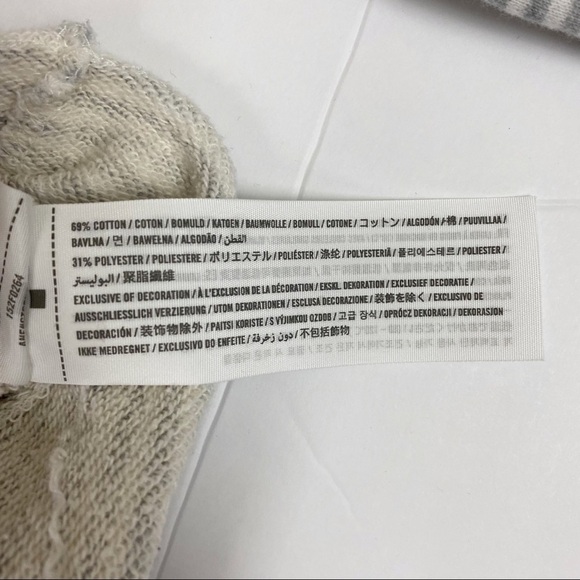 69% COTTON / COTON / BOMULD / KATOEN / BAUMWOLLE / BOMULL / COTONE / コットン / ALGODÓN / 棉 / PUUVILLAA /
BAVLNA / 면 / BAWEŁNA / ALGODÃO / القطن /
31% POLYESTER / POLIESTERE / ポリエステル / POLIÉSTER / 涤纶 / POLYESTERIÄ / 폴리에스테르 / POLIESTER /
البوليستر / 聚脂纖維
EXCLUSIVE OF DECORATION / À L'EXCLUSION DE LA DÉCORATION / EKSKL. DEKORATION / EXCLUSIEF DECORATIE /
AUSSCHLIESSLICH VERZIERUNG / UTOM DEKORATIONEN / ESCLUSA DECORAZIONE / 装飾を除く / EXCLUSIVO DE
DECORACIÓN / 装饰物除外 / PAITSI KORISTE / S VÝJIMKOU OZDOB / 고급 장식 / OPRÓCZ DEKORACJI / DEKORASJON
IKKE MEDREGNET / EXCLUSIVO DO ENFEITE / دون زخرفة / 不包括飾物